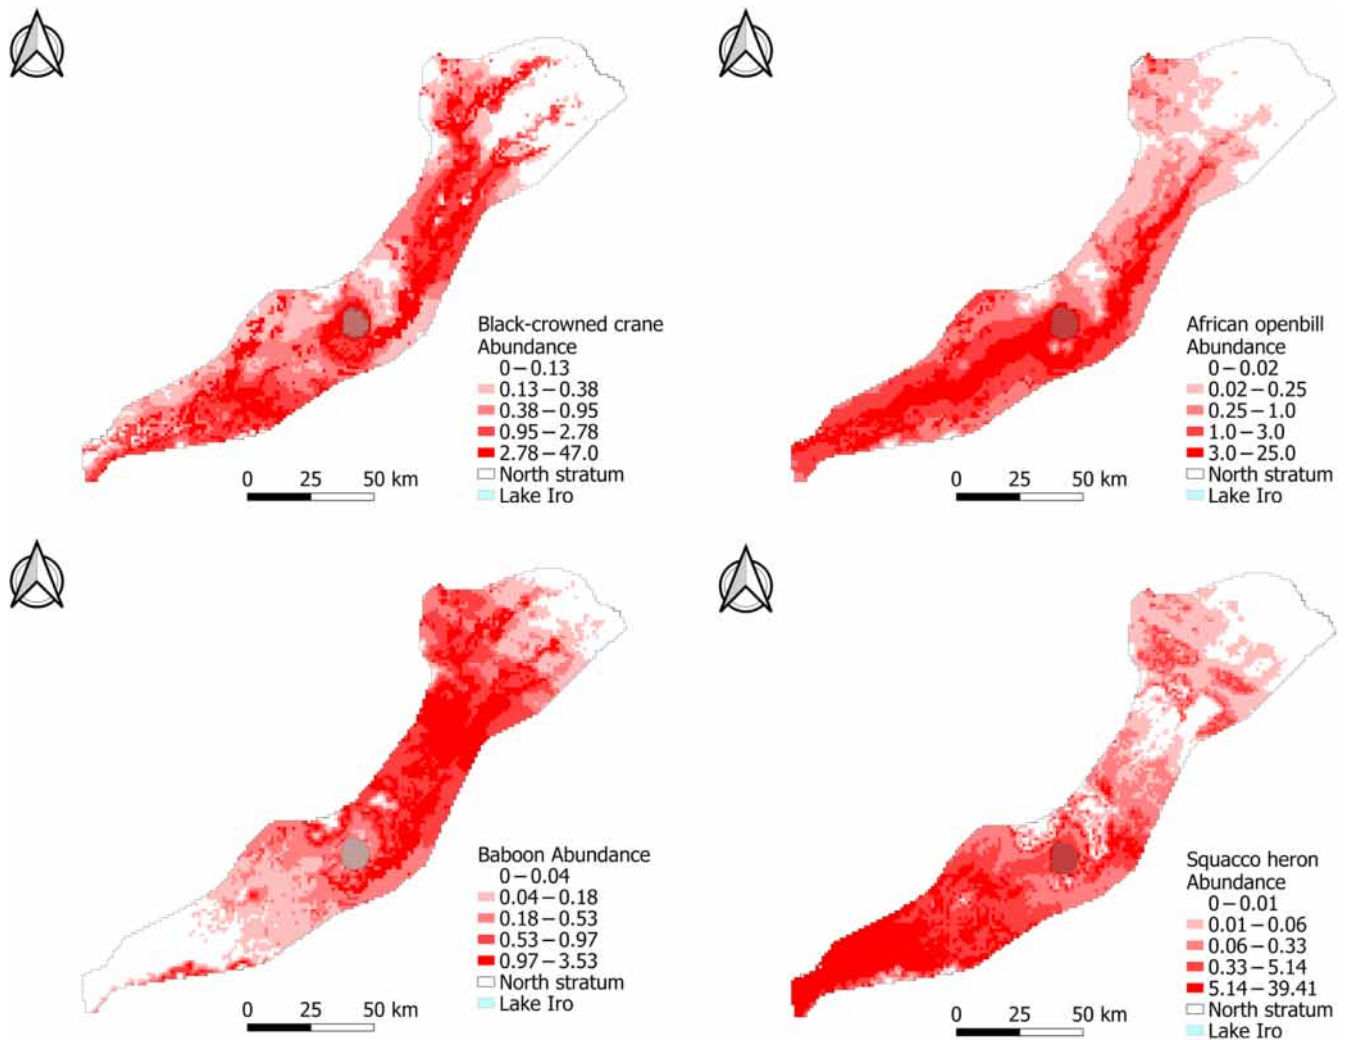 Black-crowned crane
Abundance
0–0.13
0.13–0.38
0.38–0.95
0.95–2.78
2.78–47.0
North stratum
Lake Iro
0 25 50 km
African openbill
Abundance
0–0.02
0.02–0.25
0.25–1.0
1.0–3.0
3.0–25.0
North stratum
Lake Iro
0 25 50 km
Baboon Abundance
0–0.04
0.04–0.18
0.18–0.53
0.53–0.97
0.97–3.53
North stratum
Lake Iro
0 25 50 km
Squacco heron
Abundance
0–0.01
0.01–0.06
0.06–0.33
0.33–5.14
5.14–39.41
North stratum
Lake Iro
0 25 50 km